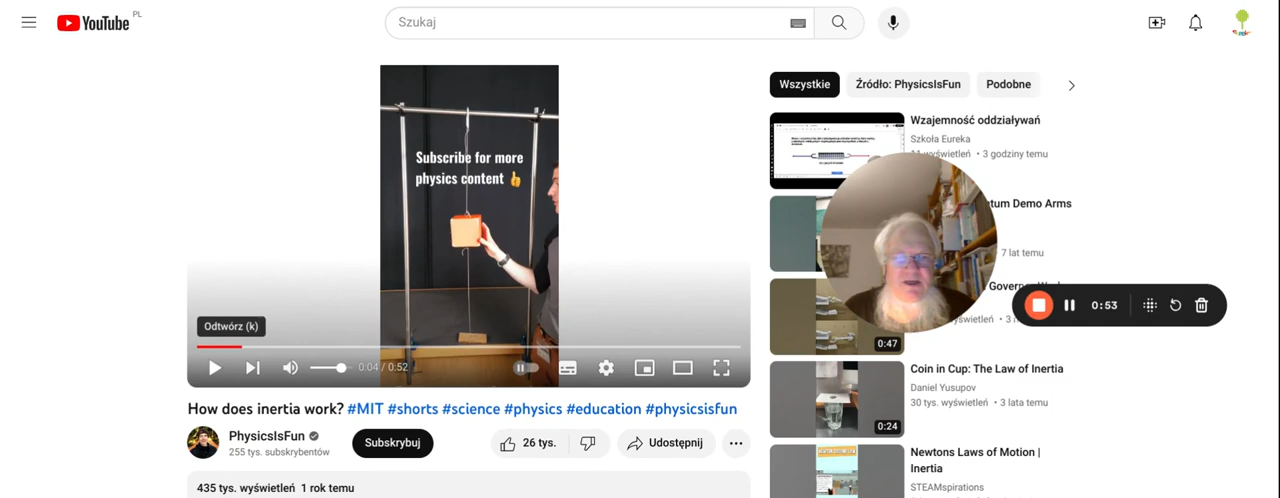 YouTube PL
Szukaj
Subscribe for more
physics content 👍
Odtwórz (k)
0:04 / 0:52
How does inertia work? #MIT #shorts #science #physics #education #physicsisfun
PhysicsIsFun
255 tys. subskrybentów
Subskrybuj
26 tys.
Udostępnij
435 tys. wyświetleń 1 rok temu
Wszystkie
Źródło: PhysicsIsFun
Podobne
Wzajemność oddziaływań
Szkoła Eureka
wyświetleń • 3 godziny temu
Demo Arms
7 lat temu
0:47
0:53
Coin in Cup: The Law of Inertia
Daniel Yusupov
30 tys. wyświetleń • 3 lata temu
0:24
Newtons Laws of Motion |
Inertia
STEAMspirations